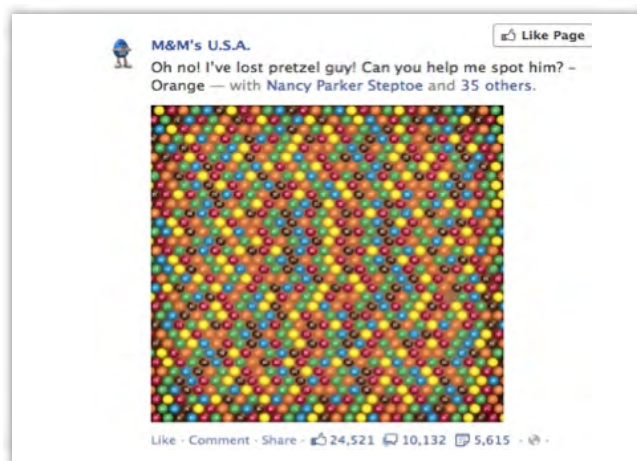 Like Page
M&M's U.S.A.
Oh no! I've lost pretzel guy! Can you help me spot him? –
Orange — with Nancy Parker Steptoe and 35 others.
Like · Comment · Share · 24,521 10,132 5,615 · ·